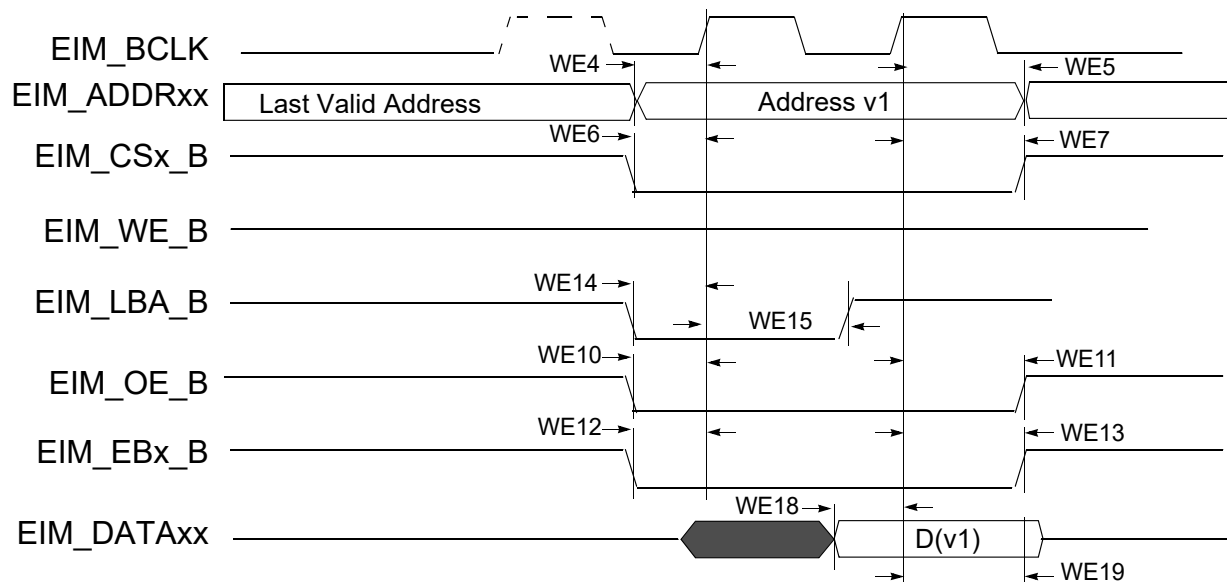 EIM_BCLK
WE4
WE5
EIM_ADDRxx
Last Valid Address
Address v1
WE6
WE7
EIM_CSx_B
EIM_WE_B
WE14
EIM_LBA_B
WE15
WE10
WE11
EIM_OE_B
WE12
WE13
EIM_EBx_B
WE18
EIM_DATAxx
D(v1)
WE19